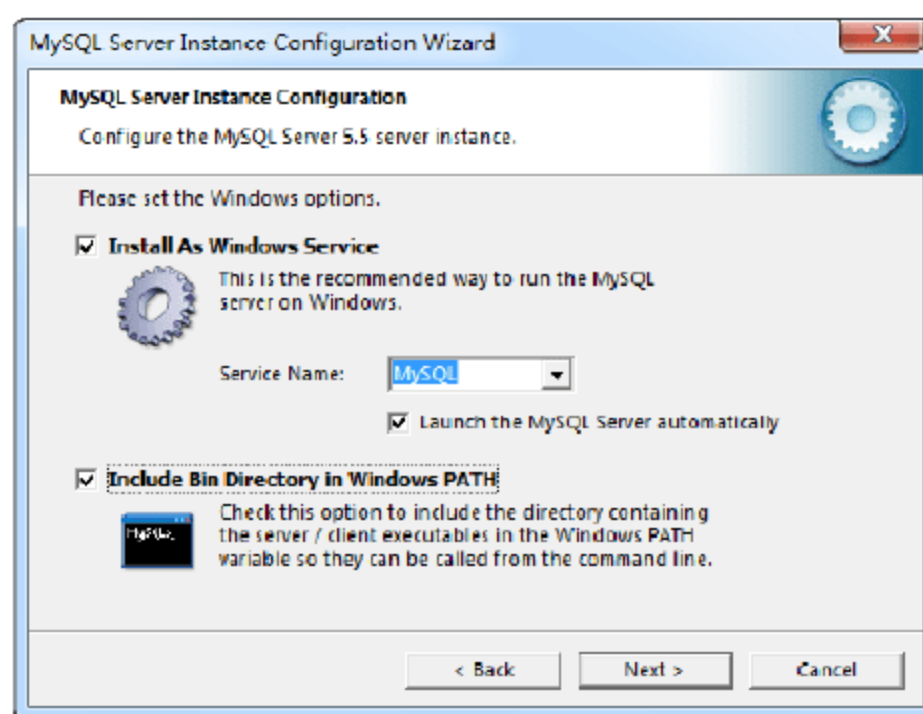 MySQL Server Instance Configuration Wizard
MySQL Server Instance Configuration
Configure the MySQL Server 5.5 server instance.
Please set the Windows options.
Install As Windows Service
This is the recommended way to run the MySQL
server on Windows.
Service Name: MySQL
Launch the MySQL Server automatically
Include Bin Directory in Windows PATH
Check this option to include the directory containing
the server / client executables in the Windows PATH
variable so they can be called from the command line.
< Back Next > Cancel